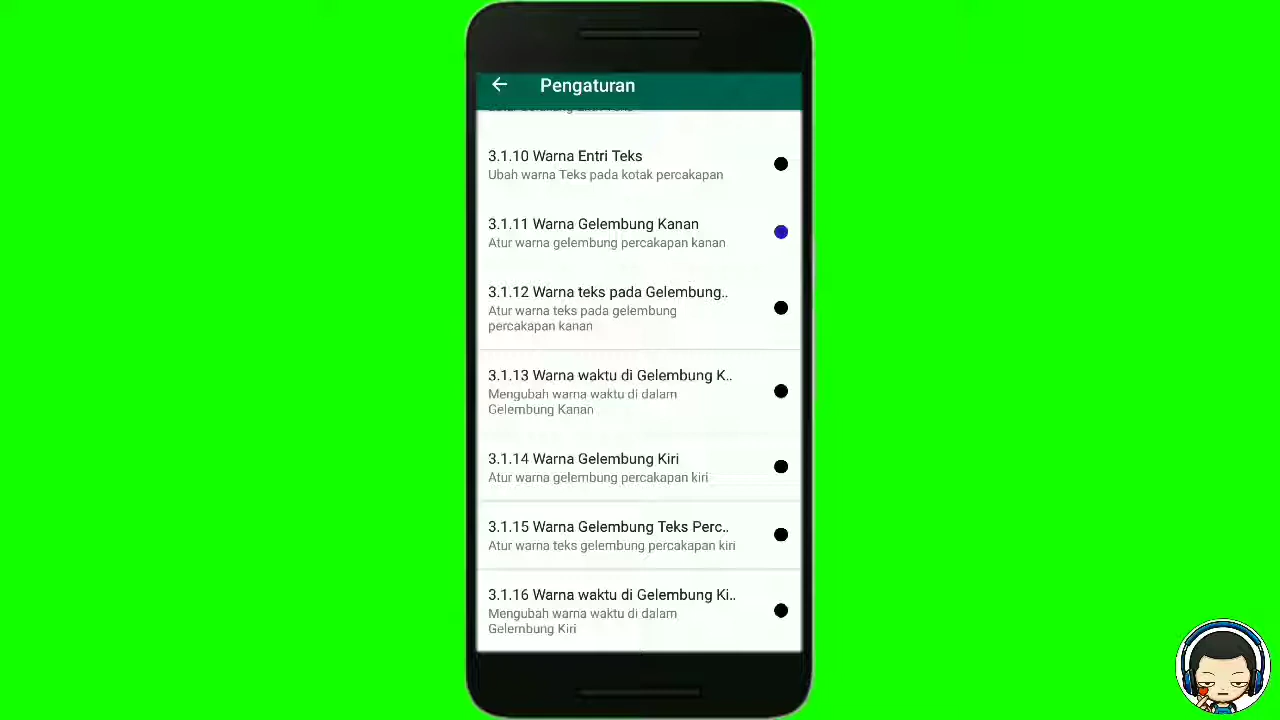 Pengaturan
3.1.10 Warna Entri Teks
Ubah warna Teks pada kotak percakapan
3.1.11 Warna Gelembung Kanan
Atur warna gelembung percakapan kanan
3.1.12 Warna teks pada Gelembung..
Atur warna teks pada gelembung
percakapan kanan
3.1.13 Warna waktu di Gelembung K..
Mengubah warna waktu di dalam
Gelembung Kanan
3.1.14 Warna Gelembung Kiri
Atur warna gelembung percakapan kiri
3.1.15 Warna Gelembung Teks Perc..
Atur warna teks gelembung percakapan kiri
3.1.16 Warna waktu di Gelembung Ki..
Mengubah warna waktu di dalam
Gelembung Kiri